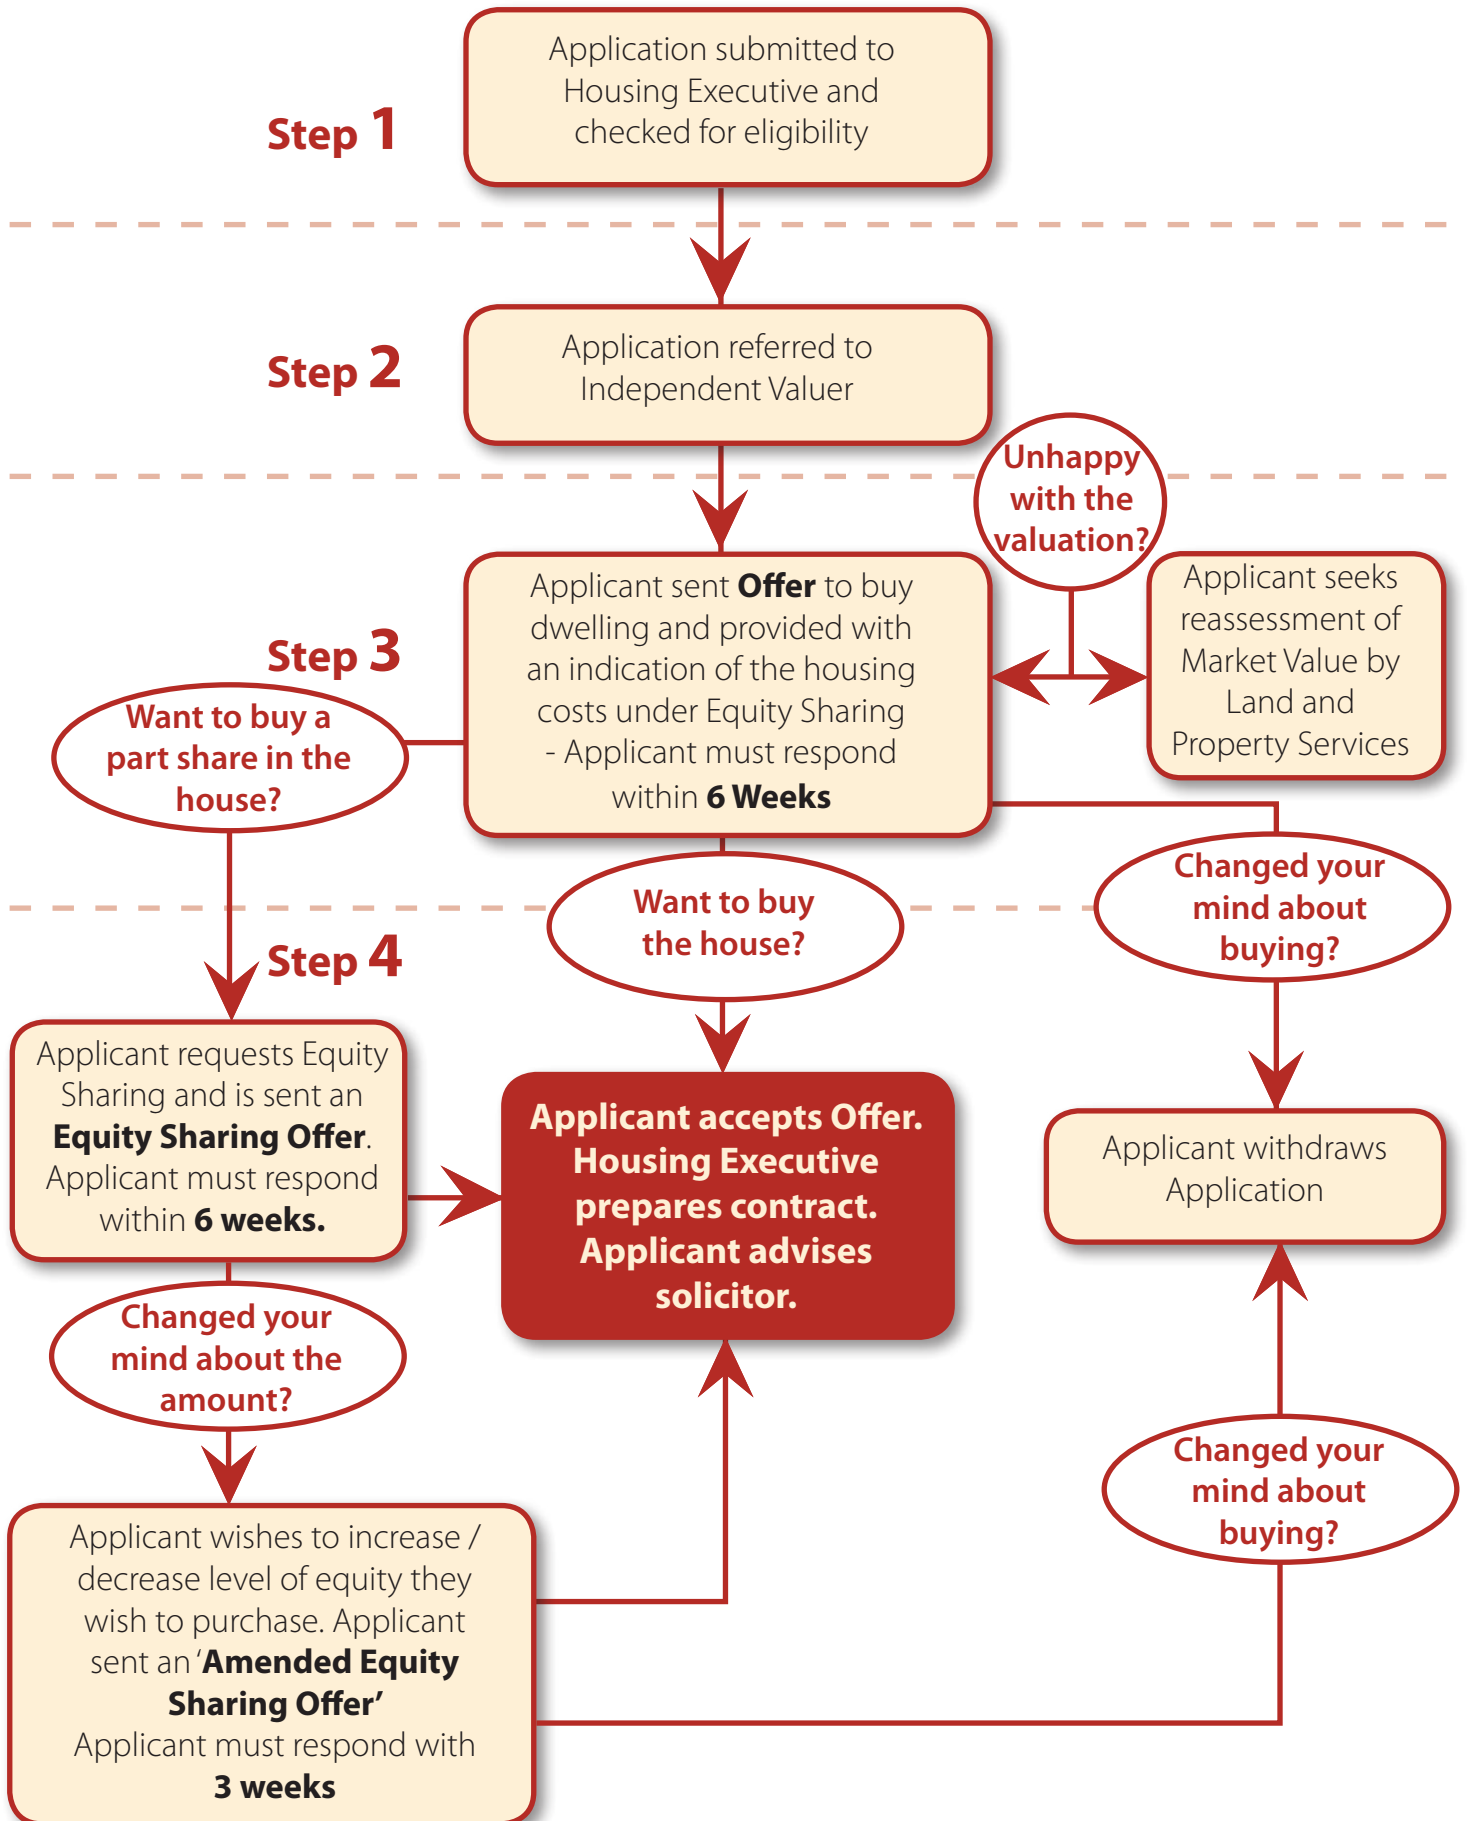 Step 1
Application submitted to
Housing Executive and
checked for eligibility
Step 2
Application referred to
Independent Valuer
Unhappy
with the
valuation?
Step 3
Applicant sent Offer to buy
dwelling and provided with
an indication of the housing
costs under Equity Sharing
- Applicant must respond
within 6 Weeks
Applicant seeks
reassessment of
Market Value by
Land and
Property Services
Want to buy a
part share in the
house?
Want to buy
the house?
Changed your
mind about
buying?
Step 4
Applicant requests Equity
Sharing and is sent an
Equity Sharing Offer.
Applicant must respond
within 6 weeks.
Applicant accepts Offer.
Housing Executive
prepares contract.
Applicant advises
solicitor.
Applicant withdraws
Application
Changed your
mind about the
amount?
Changed your
mind about
buying?
Applicant wishes to increase /
decrease level of equity they
wish to purchase. Applicant
sent an ‘Amended Equity
Sharing Offer’
Applicant must respond with
3 weeks